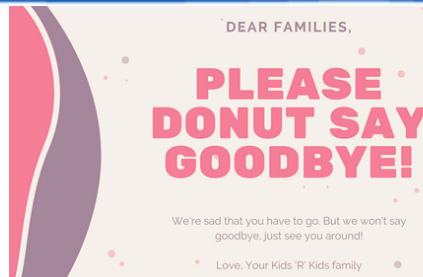 DEAR FAMILIES,
PLEASE
DONUT SAY
GOODBYE!
We're sad that you have to go. But we won't say
goodbye, just see you around!
Love, Your Kids 'R' Kids family